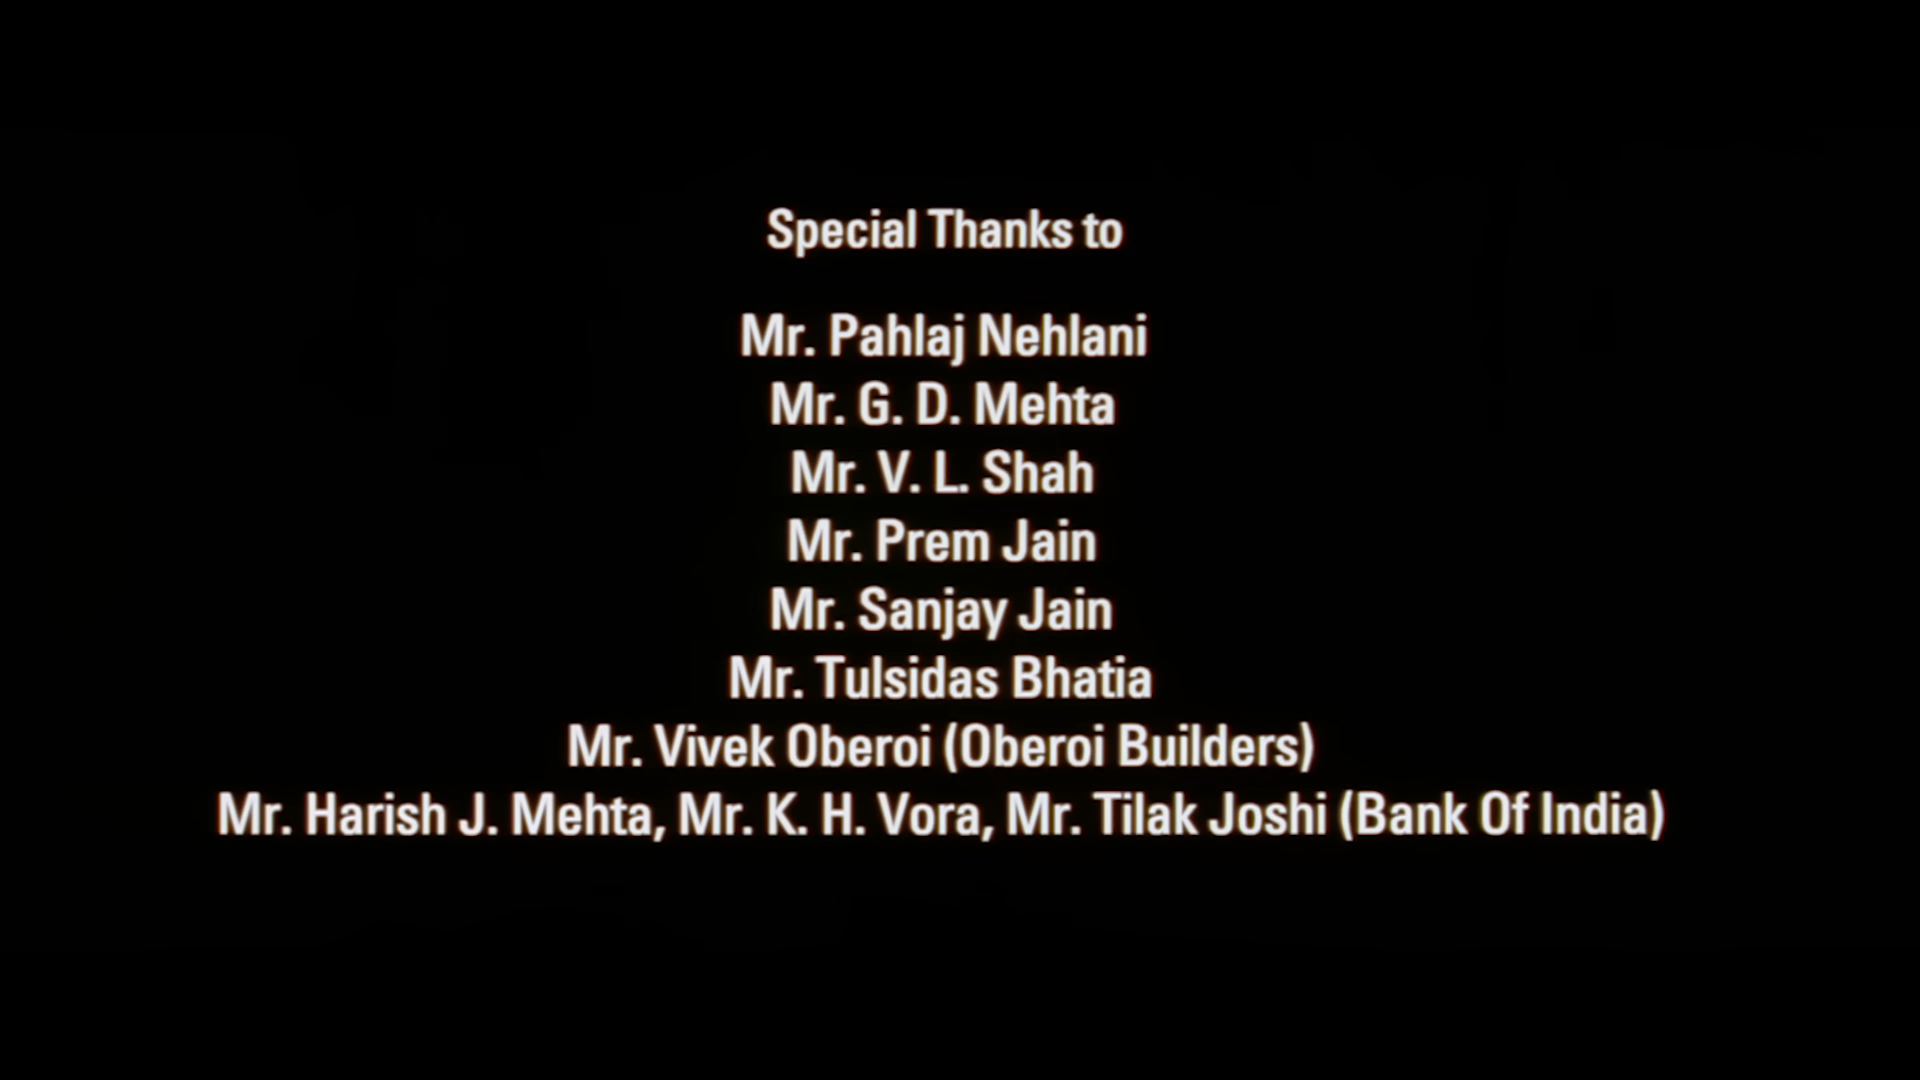 Special Thanks to
Mr. Pahlaj Nehlani
Mr. G. D. Mehta
Mr. V. L. Shah
Mr. Prem Jain
Mr. Sanjay Jain
Mr. Tulsidas Bhatia
Mr. Vivek Oberoi (Oberoi Builders)
Mr. Harish J. Mehta, Mr. K. H. Vora, Mr. Tilak Joshi (Bank Of India)